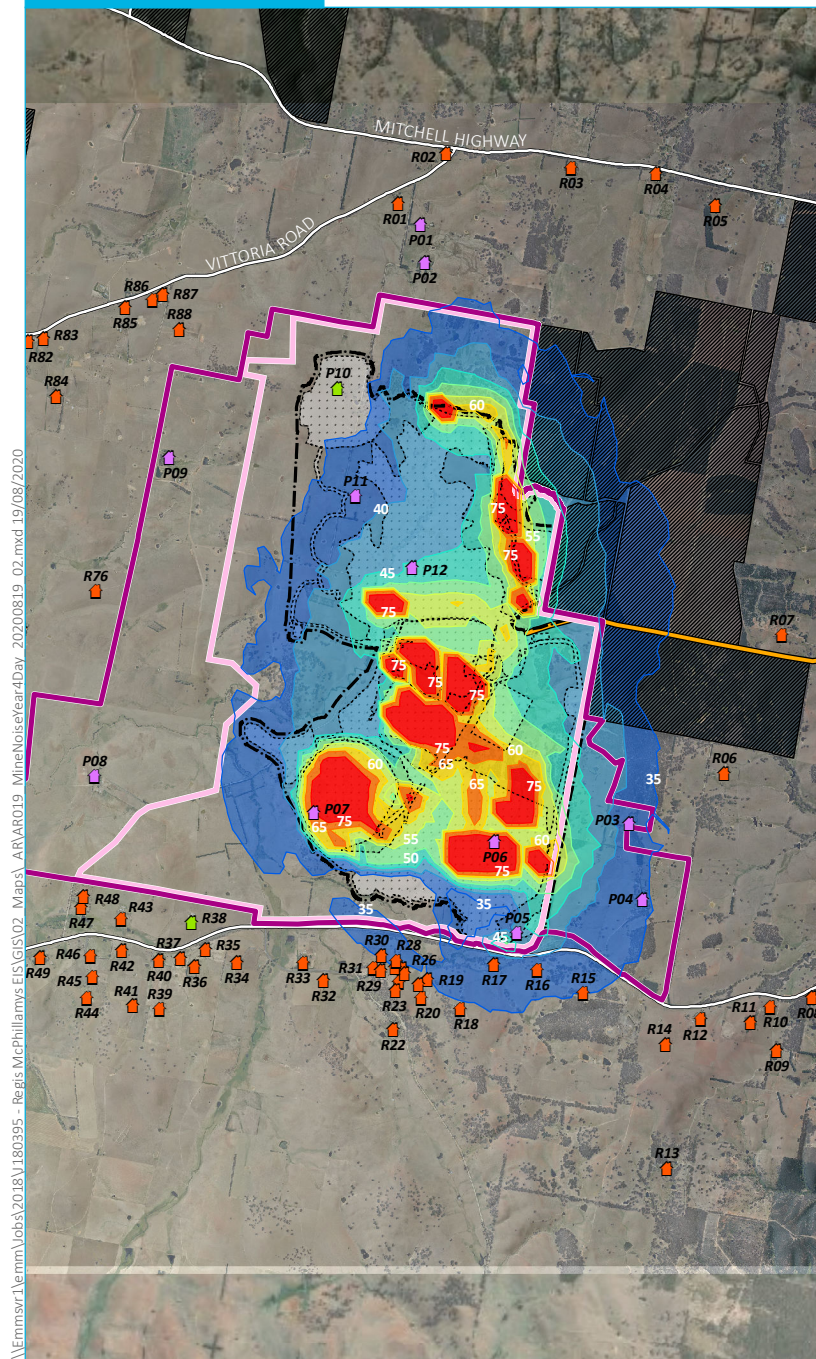 MITCHELL HIGHWAY
R02
R03
R04
R01
R05
P01
VITTORIA ROAD
P02
R86
R87
R85
R88
R83
R82
P10
R84
60
P09
P11
75
40
55
75
45
P12
R76
75
R07
75
75
75
75
60
65
60
R06
P08
35
65
75
P07
P03
65
75
55
60
50
P06
75
R48
P04
35
35
R47
R43
R38
P05
45
R30
R28
R35
R37
R46
R42
R49
R40
R36
R34
R33
R31
R26
R17
R16
R29
R19
R45
R32
R15
R44
R41
R39
R23
R20
R18
R08
R10
R11
R12
R22
R14
R09
R13
\\Emmsvr1\emm\Jobs\2018\J180395 - Regis McPhillamys EIS\GIS\02_Maps\_AR\AR019_MineNoiseYear4Day_20200819_02.mxd 19/08/2020